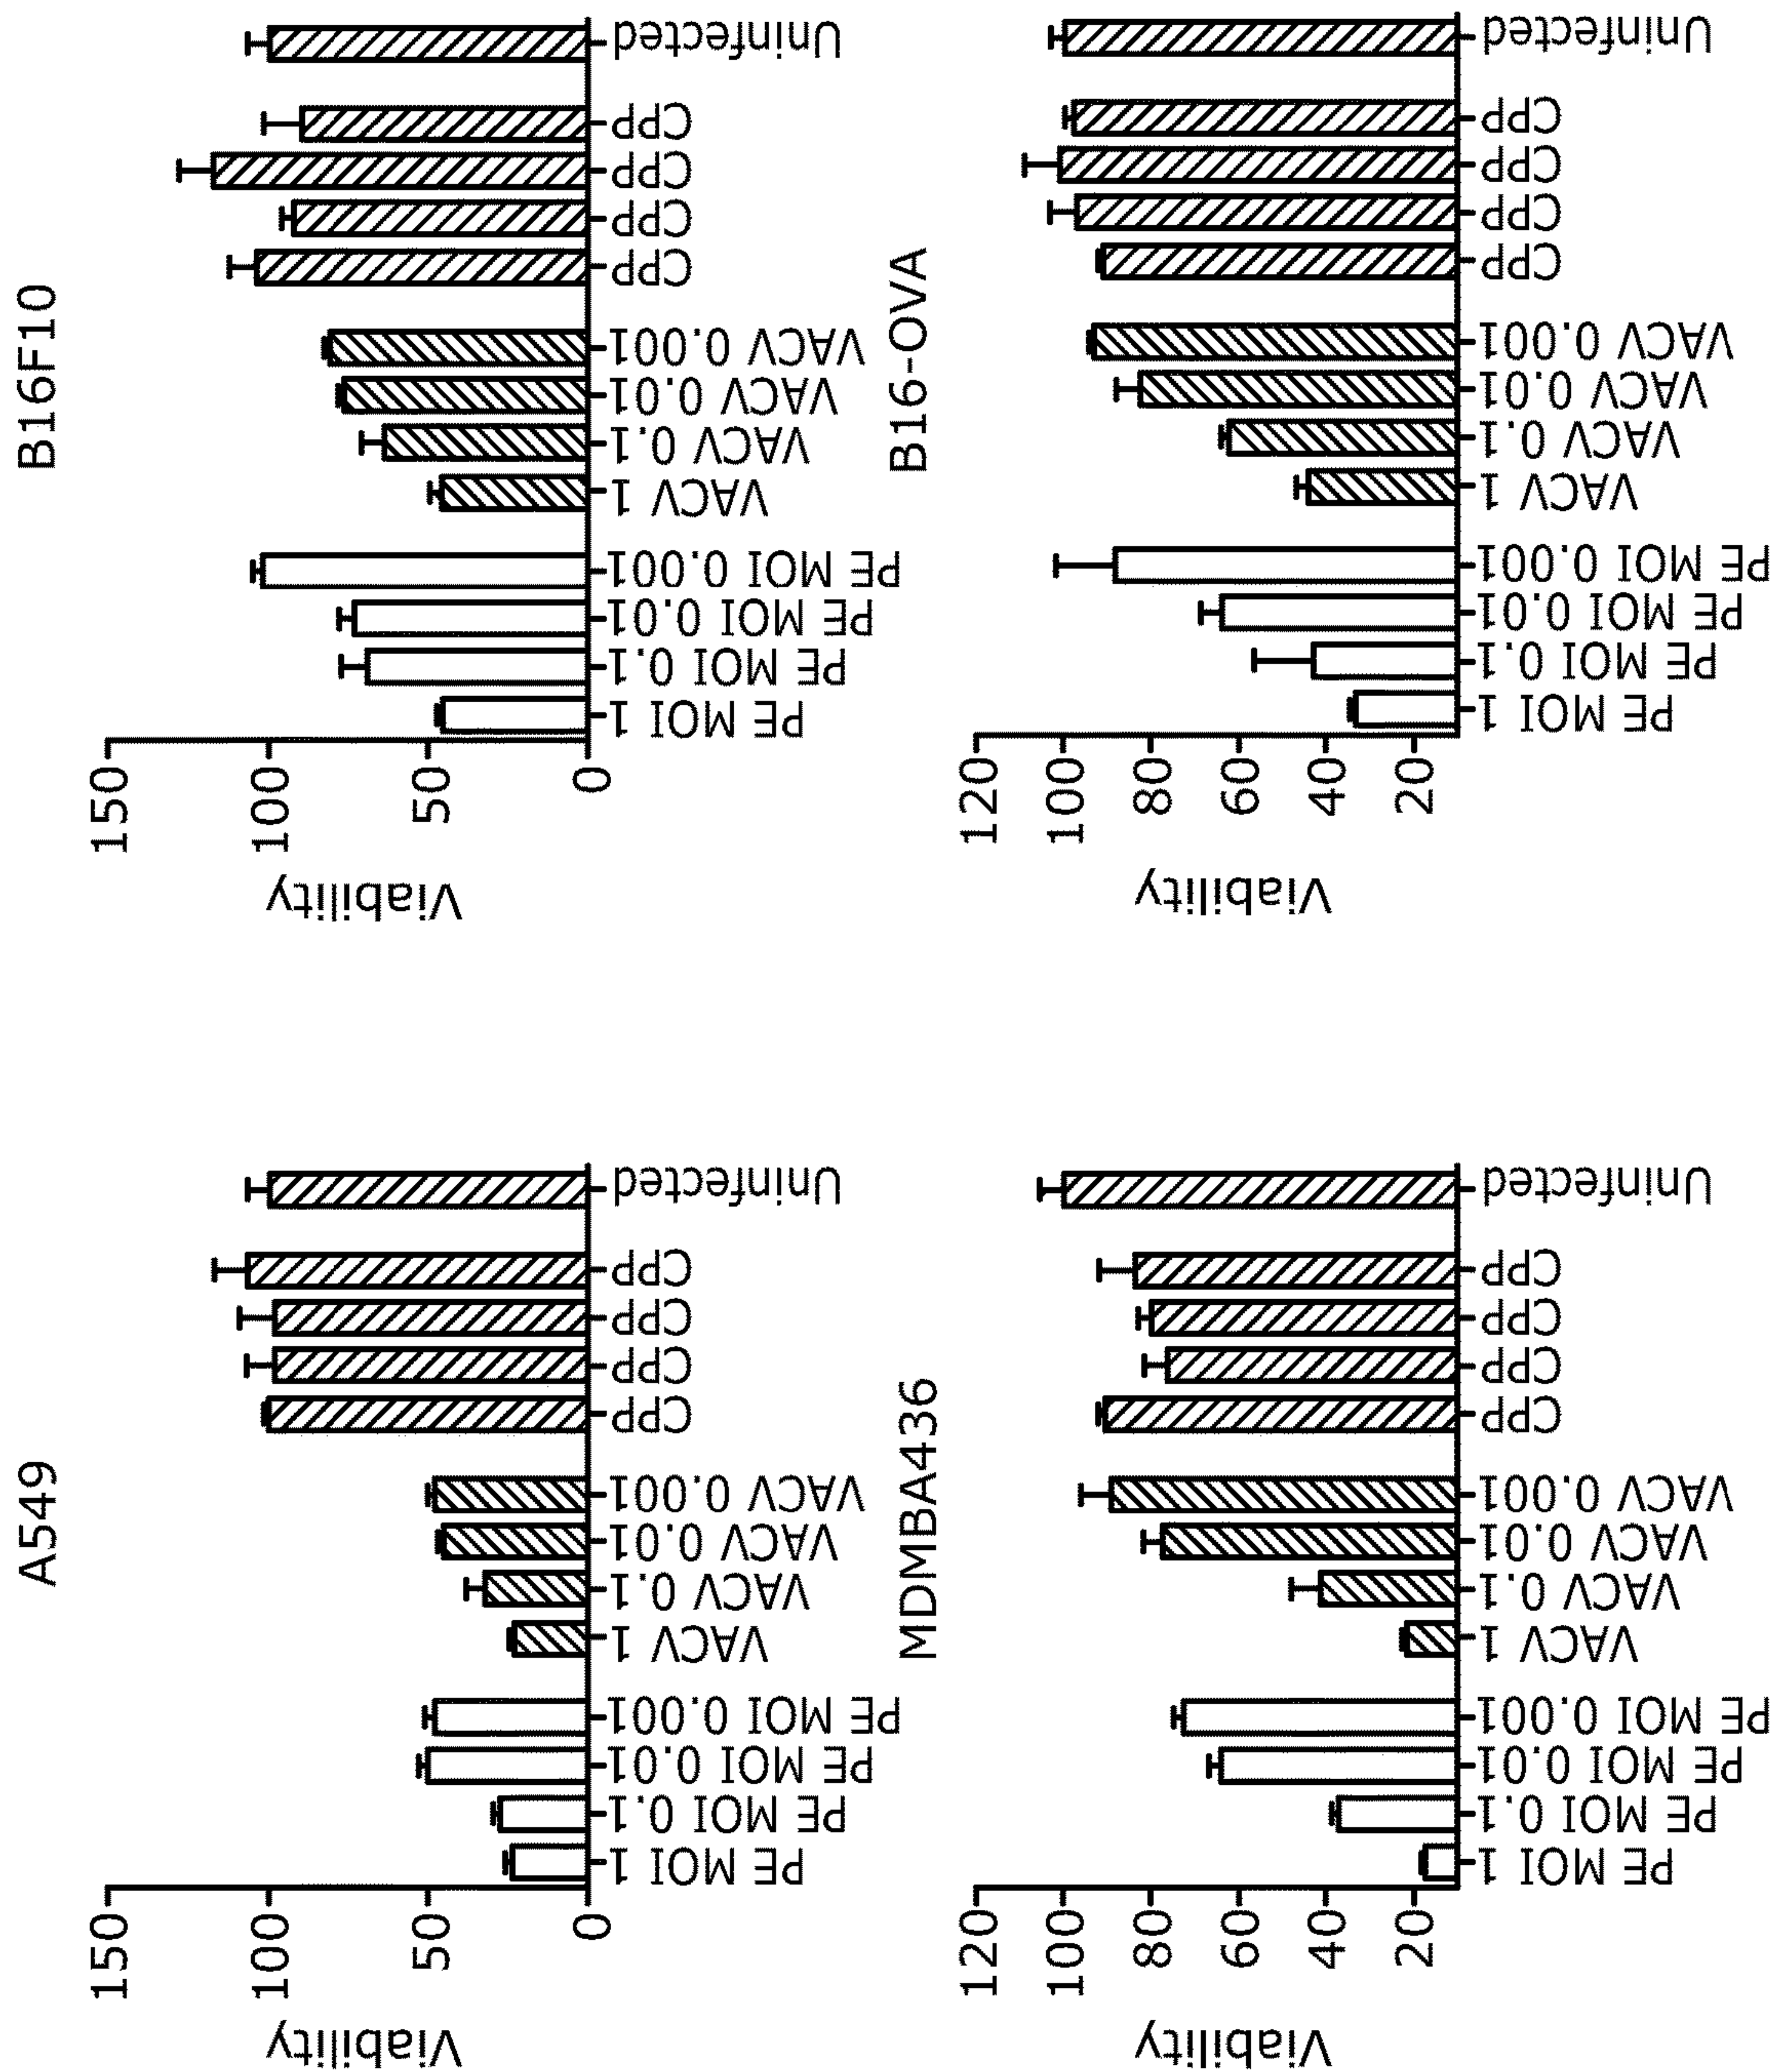 A549
Viability
150
100
50
0
PE MOI 1
PE MOI 0.1
PE MOI 0.01
PE MOI 0.001
VACV 1
VACV 0.1
VACV 0.01
VACV 0.001
CPP
CPP
CPP
CPP
Uninfected
B16F10
Viability
150
100
50
0
PE MOI 1
PE MOI 0.1
PE MOI 0.01
PE MOI 0.001
VACV 1
VACV 0.1
VACV 0.01
VACV 0.001
CPP
CPP
CPP
CPP
Uninfected
MDMBA436
Viability
120
100
80
60
40
20
PE MOI 1
PE MOI 0.1
PE MOI 0.01
PE MOI 0.001
VACV 1
VACV 0.1
VACV 0.01
VACV 0.001
CPP
CPP
CPP
CPP
Uninfected
B16-OVA
Viability
120
100
80
60
40
20
PE MOI 1
PE MOI 0.1
PE MOI 0.01
PE MOI 0.001
VACV 1
VACV 0.1
VACV 0.01
VACV 0.001
CPP
CPP
CPP
CPP
Uninfected